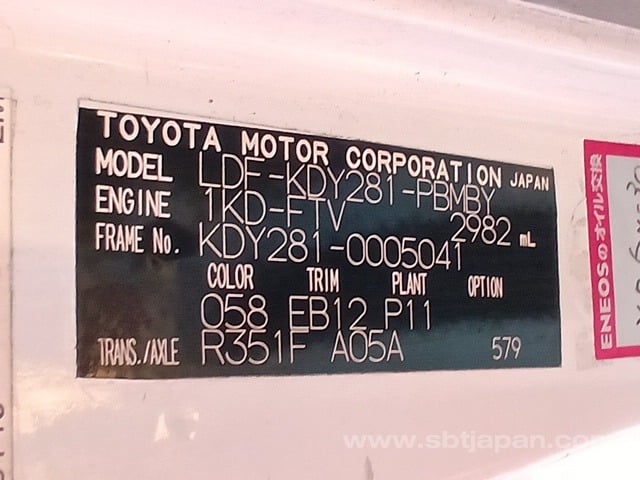 TOYOTA MOTOR CORPORATION JAPAN
MODEL LDF-KDY281-PBMBY
ENGINE 1KD-FTV 2982 mL
FRAME No. KDY281-0005041
COLOR TRIM PLANT OPTION
058 EB12 P11
TRANS./AXLE R351F A05A 579
ENEOSのオイル交換
www.sbtjapan.com